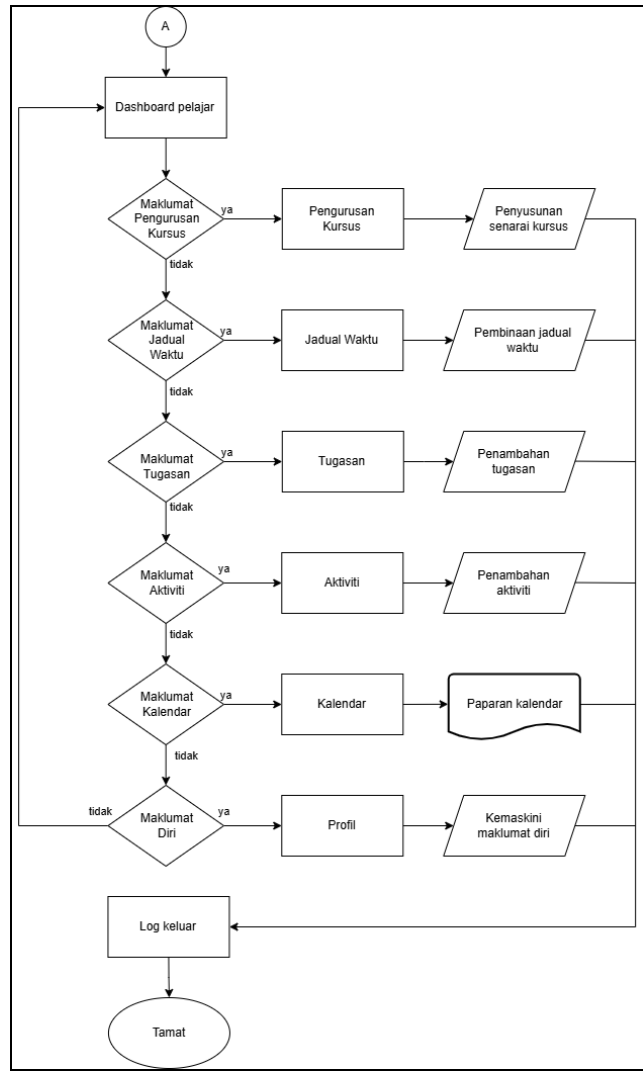 A
Dashboard pelajar
Maklumat
Pengurusan
Kursus
ya
Pengurusan
Kursus
Penyusunan
senarai kursus
tidak
Maklumat
Jadual
Waktu
ya
Jadual Waktu
Pembinaan jadual
waktu
tidak
Maklumat
Tugasan
ya
Tugasan
Penambahan
tugasan
tidak
Maklumat
Aktiviti
ya
Aktiviti
Penambahan
aktiviti
tidak
Maklumat
Kalendar
ya
Kalendar
Paparan kalendar
tidak
tidak
Maklumat
Diri
ya
Profil
Kemaskini
maklumat diri
Log keluar
Tamat